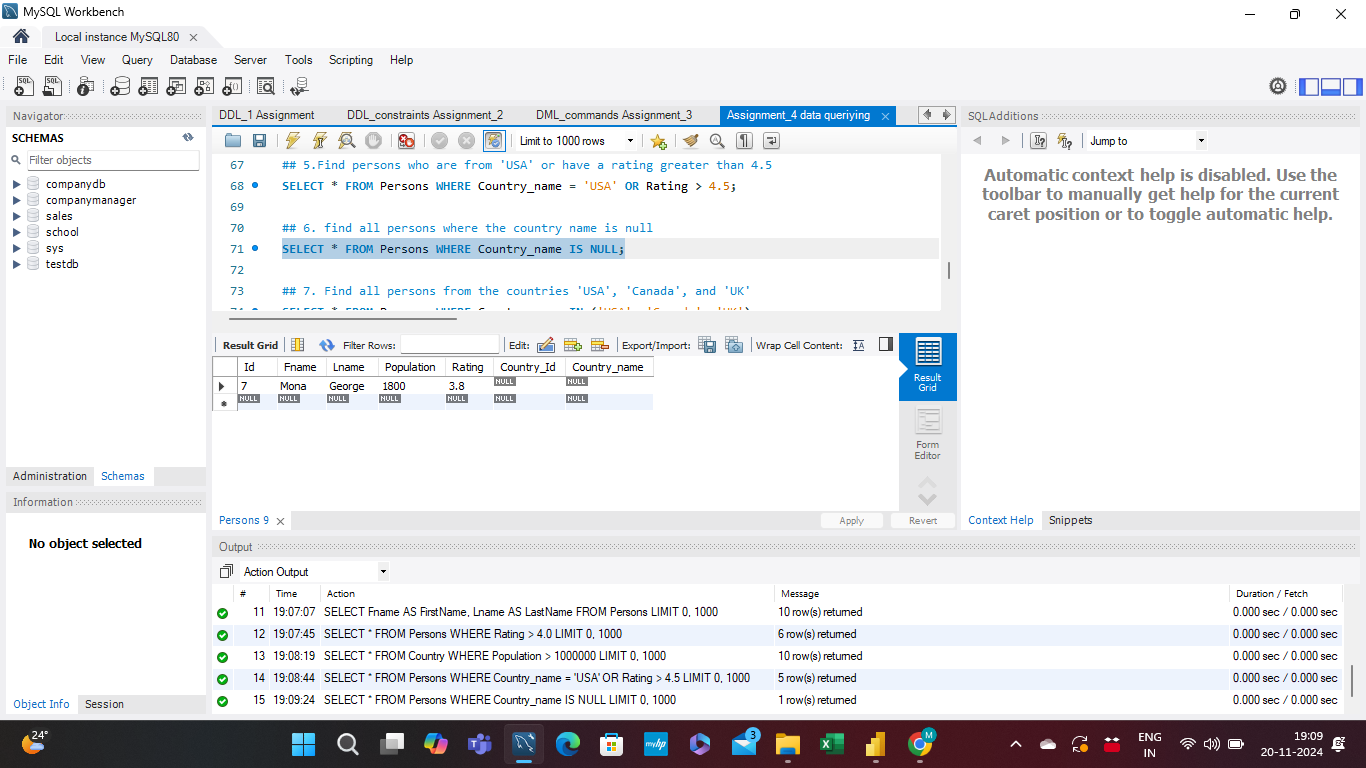 MySQL Workbench
Local instance MySQL80
File Edit View Query Database Server Tools Scripting Help
Navigator
SCHEMAS
Filter objects
companydb
companymanager
sales
school
sys
testdb
Administration Schemas
Information
No object selected
Object Info Session
DDL_1 Assignment DDL_constraints Assignment_2 DML_commands Assignment_3 Assignment_4 data queriying
Limit to 1000 rows
67 ## 5.Find persons who are from 'USA' or have a rating greater than 4.5
68 SELECT * FROM Persons WHERE Country_name = 'USA' OR Rating > 4.5;
69
70 ## 6. find all persons where the country name is null
71 SELECT * FROM Persons WHERE Country_name IS NULL;
72
73 ## 7. Find all persons from the countries 'USA', 'Canada', and 'UK'
Result Grid Filter Rows: Edit: Export/Import: Wrap Cell Content:
Id Fname Lname Population Rating Country_Id Country_name
7 Mona George 1800 3.8 NULL NULL
NULL NULL NULL NULL NULL NULL NULL
Result Grid
Form Editor
Persons 9
Apply Revert
SQLAdditions
Jump to
Automatic context help is disabled. Use the
toolbar to manually get help for the current
caret position or to toggle automatic help.
Context Help Snippets
Output
Action Output
# Time Action Message Duration / Fetch
11 19:07:07 SELECT Fname AS FirstName, Lname AS LastName FROM Persons LIMIT 0, 1000 10 row(s) returned 0.000 sec / 0.000 sec
12 19:07:45 SELECT * FROM Persons WHERE Rating > 4.0 LIMIT 0, 1000 6 row(s) returned 0.000 sec / 0.000 sec
13 19:08:19 SELECT * FROM Country WHERE Population > 1000000 LIMIT 0, 1000 10 row(s) returned 0.000 sec / 0.000 sec
14 19:08:44 SELECT * FROM Persons WHERE Country_name = 'USA' OR Rating > 4.5 LIMIT 0, 1000 5 row(s) returned 0.000 sec / 0.000 sec
15 19:09:24 SELECT * FROM Persons WHERE Country_name IS NULL LIMIT 0, 1000 1 row(s) returned 0.000 sec / 0.000 sec
24°
myhp
3
M
ENG
IN
19:09
20-11-2024